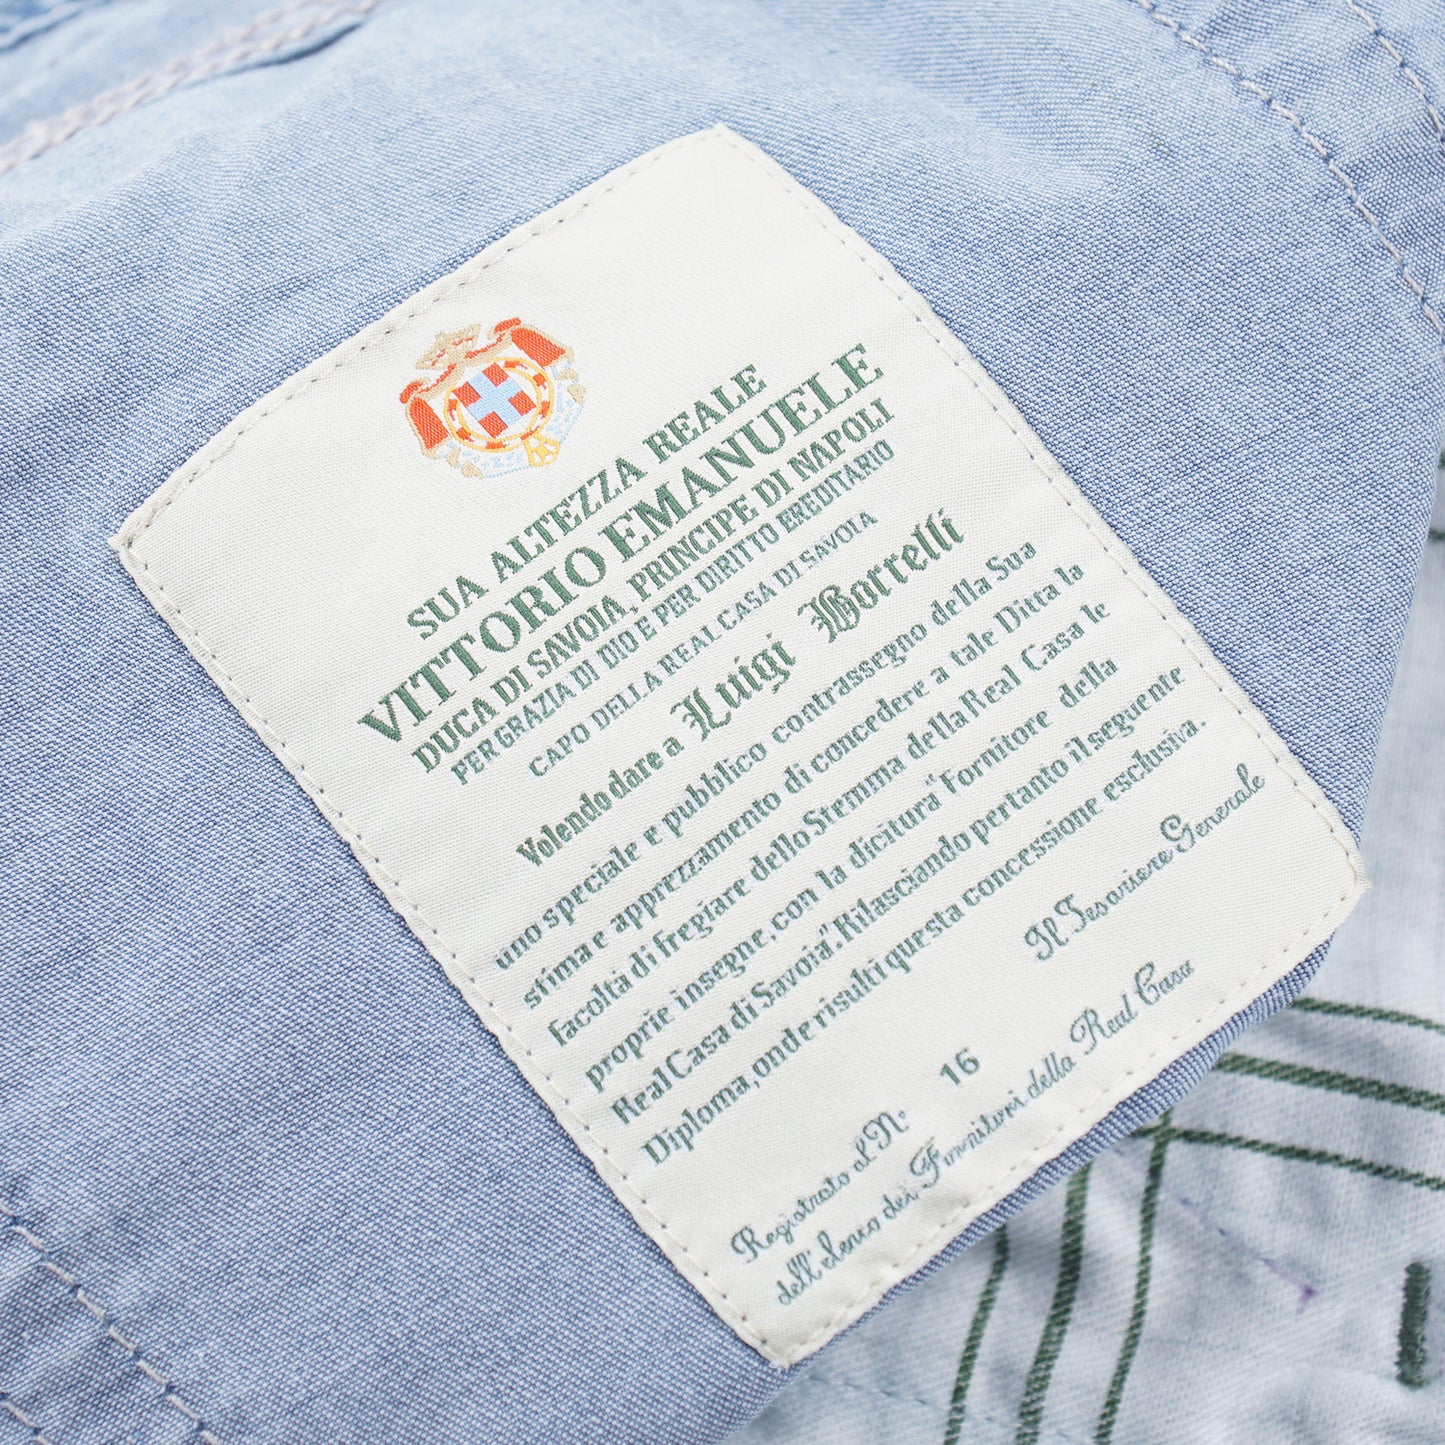 SUA ALTEZZA REALE
VITTORIO EMANUELE
DUCA DI SAVOIA, PRINCIPE DI NAPOLI
PER GRAZIA DI DIO E PER DIRITTO EREDITARIO
CAPO DELLA REAL CASA DI SAVOIA
Volendo dare a Luigi Borrelli
uno speciale e pubblico contrassegno della Sua
stima e apprezzamento di concedere a tale Ditta la
facoltà di fregiare dello Stemma della Real Casa le
proprie insegne, con la dicitura "Fornitore della
Real Casa di Savoia". Rilasciando pertanto il seguente
Diploma, onde risulti questa concessione esclusiva.
Il Tesoriere Generale
Registrato al N: 16
dell'elenco dei Fornitori della Real Casa